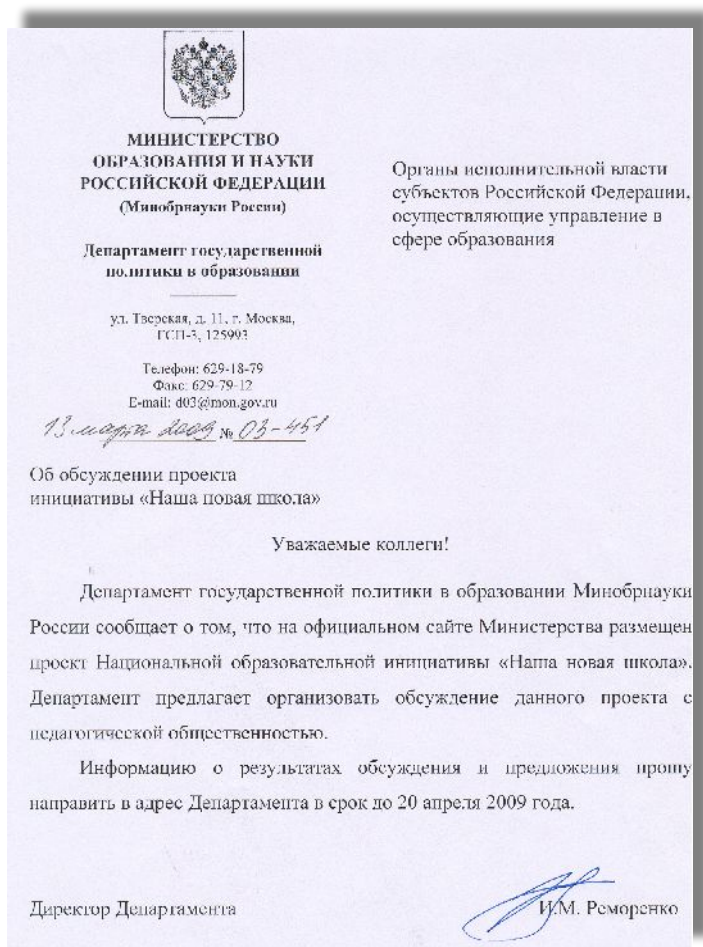 МИНИСТЕРСТВО
ОБРАЗОВАНИЯ И НАУКИ
РОССИЙСКОЙ ФЕДЕРАЦИИ
(Минобрнауки России)
Департамент государственной
политики в образовании
ул. Тверская, д. 11, г. Москва,
ГСП-3, 125993
Телефон: 629-18-79
Факс: 629-79-12
E-mail: d03@mon.gov.ru
13 марта 2009 № 03-451
Органы исполнительной власти
субъектов Российской Федерации,
осуществляющие управление в
сфере образования
Об обсуждении проекта
инициативы «Наша новая школа»
Уважаемые коллеги!
Департамент государственной политики в образовании Минобрнауки
России сообщает о том, что на официальном сайте Министерства размещен
проект Национальной образовательной инициативы «Наша новая школа».
Департамент предлагает организовать обсуждение данного проекта с
педагогической общественностью.
Информацию о результатах обсуждения и предложения прошу
направить в адрес Департамента в срок до 20 апреля 2009 года.
Директор Департамента И.М. Реморенко